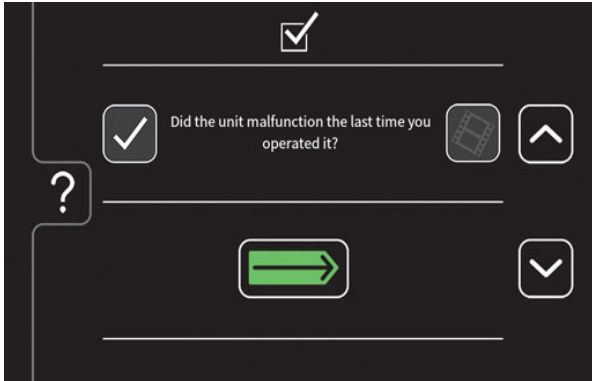 Did the unit malfunction the last time you
operated it?
?